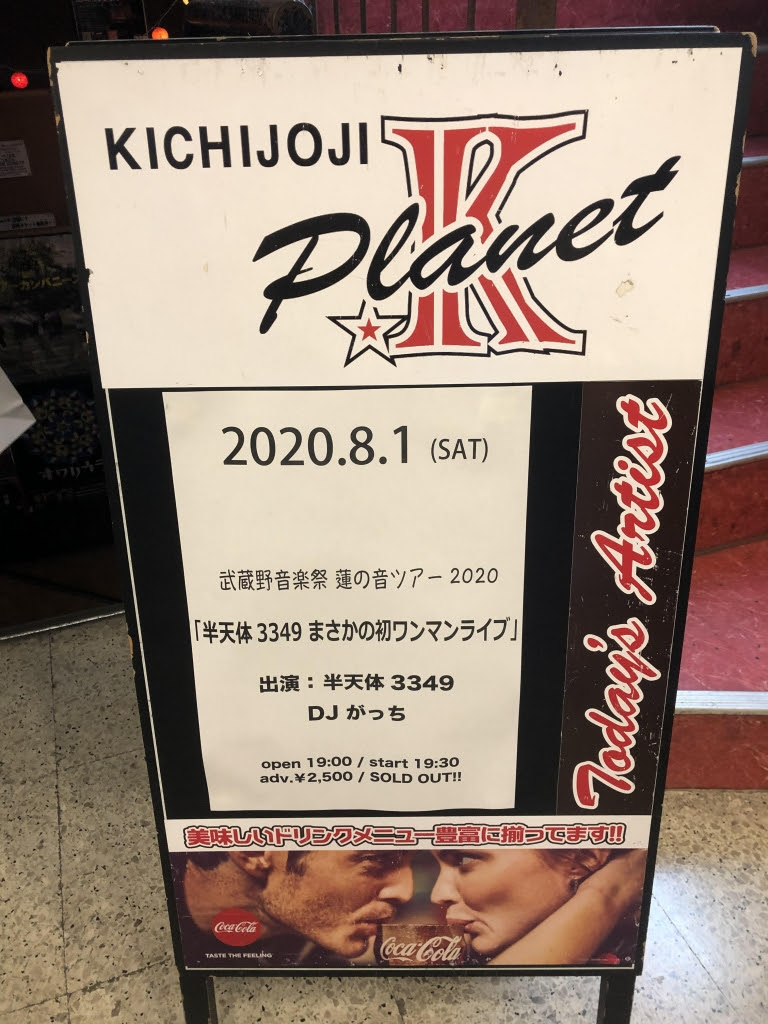 KICHIJOJI
K
Planet
2020.8.1 (SAT)
武蔵野音楽祭 蓮の音ツアー 2020
「半天体 3349 まさかの初ワンマンライブ」
出演：半天体 3349
DJ がっち
open 19:00 / start 19:30
adv.¥2,500 / SOLD OUT!!
Today's Artist
美味しいドリンクメニュー豊富に揃ってます!!
Coca-Cola
TASTE THE FEELING
Coca-Cola